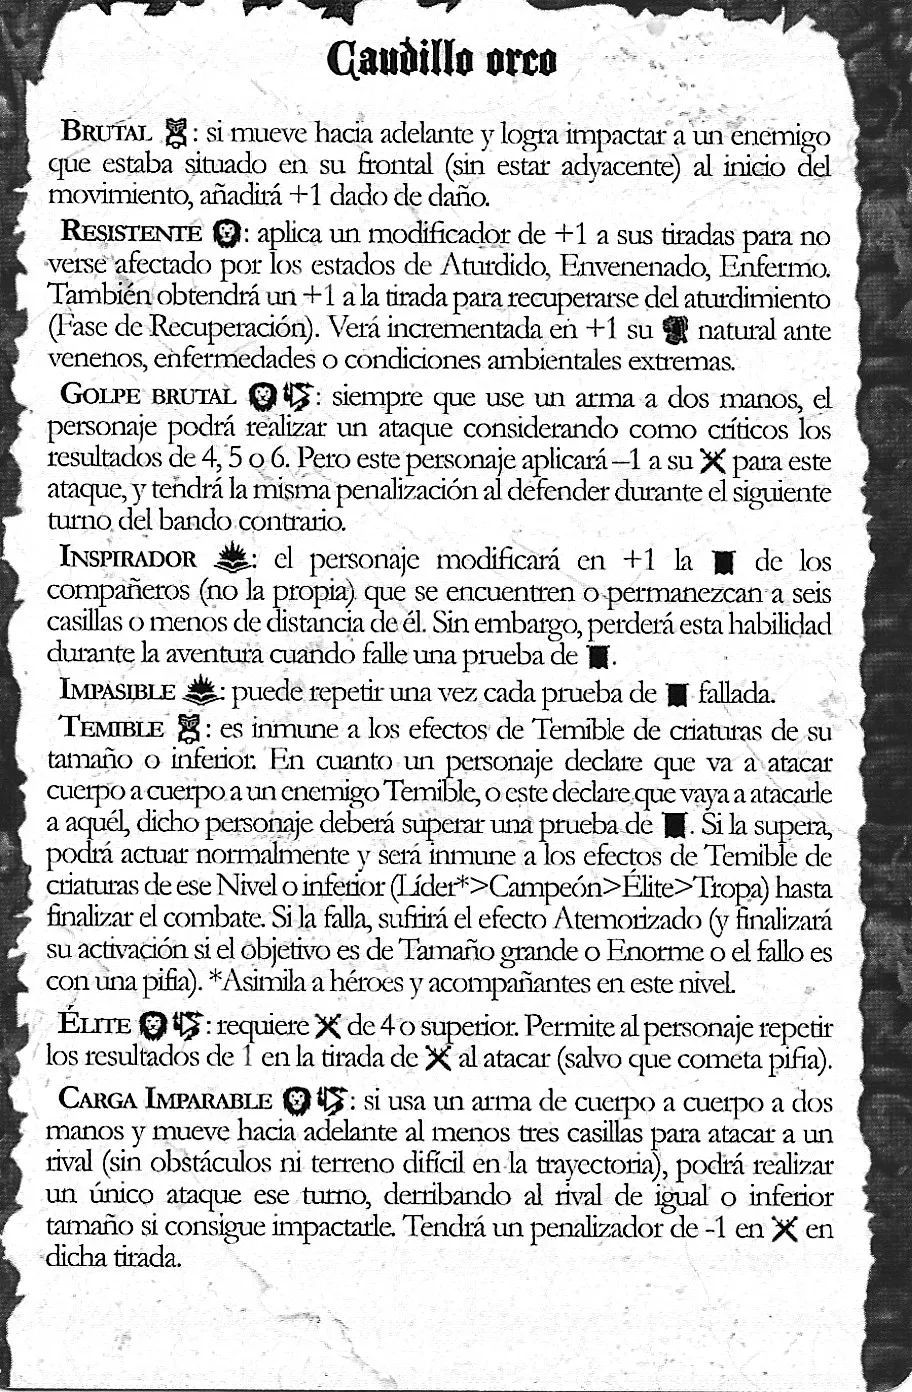 Caudillo orco
BRUTAL : si mueve hacia adelante y logra impactar a un enemigo
que estaba situado en su frontal (sin estar adyacente) al inicio del
movimiento, añadirá +1 dado de daño.
RESISTENTE : aplica un modificador de +1 a sus tiradas para no
verse afectado por los estados de Aturdido, Envenenado, Enfermo.
También obtendrá un +1 a la tirada para recuperarse del aturdimiento
(Fase de Recuperación). Verá incrementada en +1 su natural ante
venenos, enfermedades o condiciones ambientales extremas.
GOLPE BRUTAL : siempre que use un arma a dos manos, el
personaje podrá realizar un ataque considerando como críticos los
resultados de 4, 5 o 6. Pero este personaje aplicará –1 a su para este
ataque, y tendrá la misma penalización al defender durante el siguiente
turno del bando contrario.
INSPIRADOR : el personaje modificará en +1 la de los
compañeros (no la propia) que se encuentren o permanezcan a seis
casillas o menos de distancia de él. Sin embargo, perderá esta habilidad
durante la aventura cuando falle una prueba de .
IMPASIBLE : puede repetir una vez cada prueba de fallada.
TEMIBLE : es inmune a los efectos de Temible de criaturas de su
tamaño o inferior. En cuanto un personaje declare que va a atacar
cuerpo a cuerpo a un enemigo Temible, o este declare que vaya a atacarle
a aquél, dicho personaje deberá superar una prueba de . Si la supera,
podrá actuar normalmente y será inmune a los efectos de Temible de
criaturas de ese Nivel o inferior (Líder*>Campeón>Élite>Tropa) hasta
finalizar el combate. Si la falla, sufrirá el efecto Atemorizado (y finalizará
su activación si el objetivo es de Tamaño grande o Enorme o el fallo es
con una pifia). *Asimila a héroes y acompañantes en este nivel.
ÉLITE : requiere de 4 o superior. Permite al personaje repetir
los resultados de 1 en la tirada de al atacar (salvo que cometa pifia).
CARGA IMPARABLE : si usa un arma de cuerpo a cuerpo a dos
manos y mueve hacia adelante al menos tres casillas para atacar a un
rival (sin obstáculos ni terreno difícil en la trayectoria), podrá realizar
un único ataque ese turno, derribando al rival de igual o inferior
tamaño si consigue impactarle. Tendrá un penalizador de -1 en en
dicha tirada.